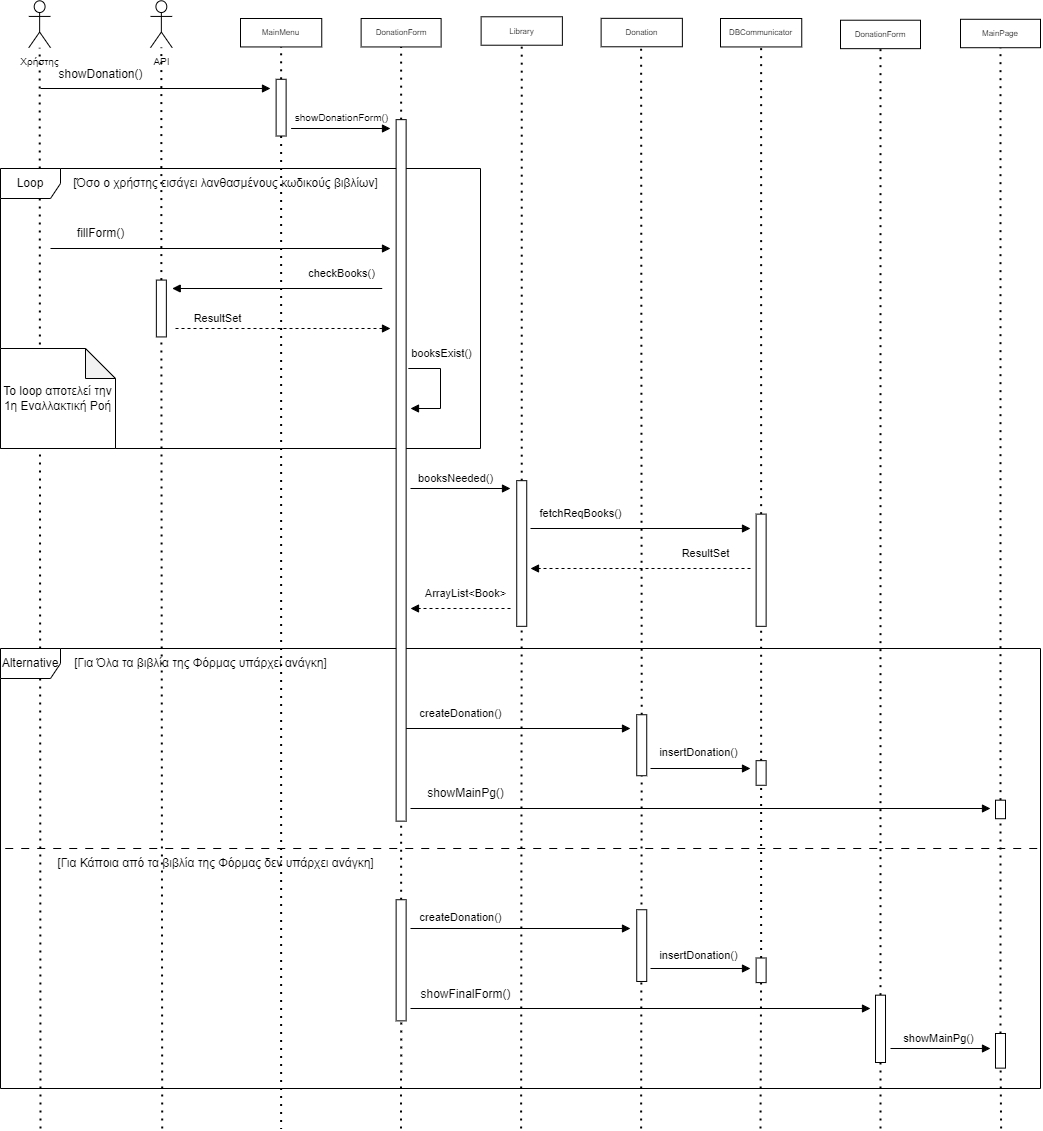 MainMenu
DonationForm
Library
Donation
DBCommunicator
DonationForm
MainPage
Χρήστης
API
showDonation()
showDonationForm()
Loop
[Όσο ο χρήστης εισάγει λανθασμένους κωδικούς βιβλίων]
fillForm()
checkBooks()
ResultSet
booksExist()
Το loop αποτελεί την
1η Εναλλακτική Ροή
booksNeeded()
fetchReqBooks()
ResultSet
ArrayList<Book>
Alternative
[Για Όλα τα βιβλία της Φόρμας υπάρχει ανάγκη]
createDonation()
insertDonation()
showMainPg()
[Για Κάποια από τα βιβλία της Φόρμας δεν υπάρχει ανάγκη]
createDonation()
insertDonation()
showFinalForm()
showMainPg()